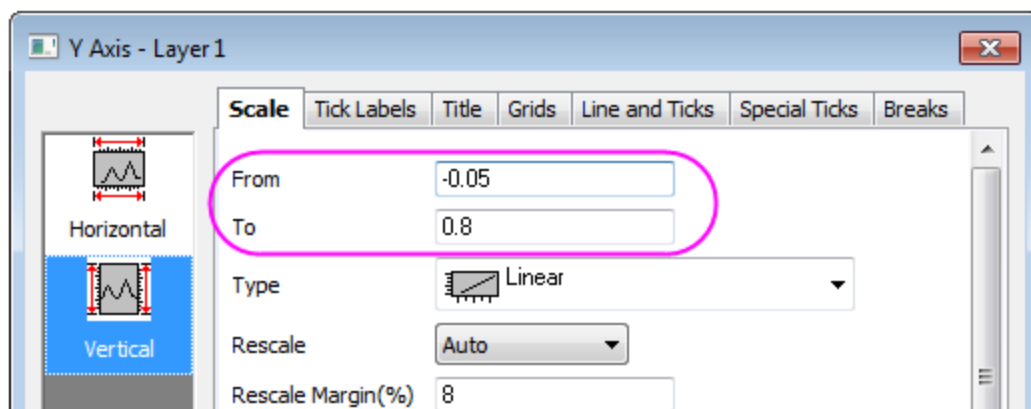 Y Axis - Layer 1
Scale Tick Labels Title Grids Line and Ticks Special Ticks Breaks
Horizontal
Vertical
From -0.05
To 0.8
Type Linear
Rescale Auto
Rescale Margin(%) 8